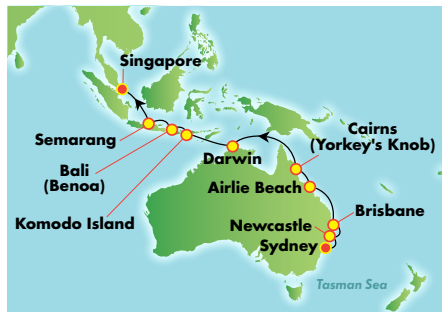 Singapore
Semarang
Bali
(Benoa)
Komodo Island
Darwin
Cairns
(Yorkey's Knob)
Airlie Beach
Brisbane
Newcastle
Sydney
Tasman Sea